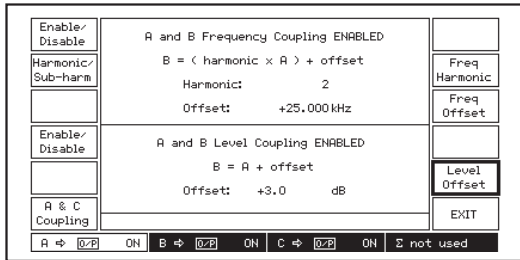 Enable/
Disable
Harmonic/
Sub-harm
Enable/
Disable
A & C
Coupling
A and B Frequency Coupling ENABLED
B = ( harmonic x A ) + offset
Harmonic: 2
Offset: +25.000 kHz
A and B Level Coupling ENABLED
B = A + offset
Offset: +3.0 dB
Freq
Harmonic
Freq
Offset
Level
Offset
EXIT
A ⇨ O/P ON B ⇨ O/P ON C ⇨ O/P ON Σ not used